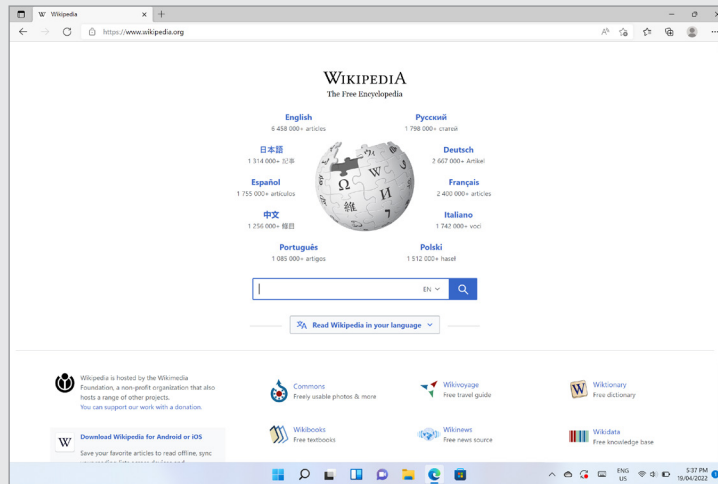 Wikipedia
https://www.wikipedia.org
WIKIPEDIA
The Free Encyclopedia
English
6 458 000+ articles
Русский
1 798 000+ статей
日本語
1 314 000+ 記事
Deutsch
2 667 000+ Artikel
Español
1 755 000+ artículos
Français
2 400 000+ articles
中文
1 256 000+ 條目
Italiano
1 742 000+ voci
Português
1 085 000+ artigos
Polski
1 512 000+ haseł
EN
Read Wikipedia in your language
Wikipedia is hosted by the Wikimedia
Foundation, a non-profit organization that also
hosts a range of other projects.
You can support our work with a donation.
Download Wikipedia for Android or iOS
Save your favorite articles to read offline, sync
Commons
Freely usable photos & more
Wikivoyage
Free travel guide
Wiktionary
Free dictionary
Wikibooks
Free textbooks
Wikinews
Free news source
Wikidata
Free knowledge base
ENG
US
5:37 PM
19/04/2022